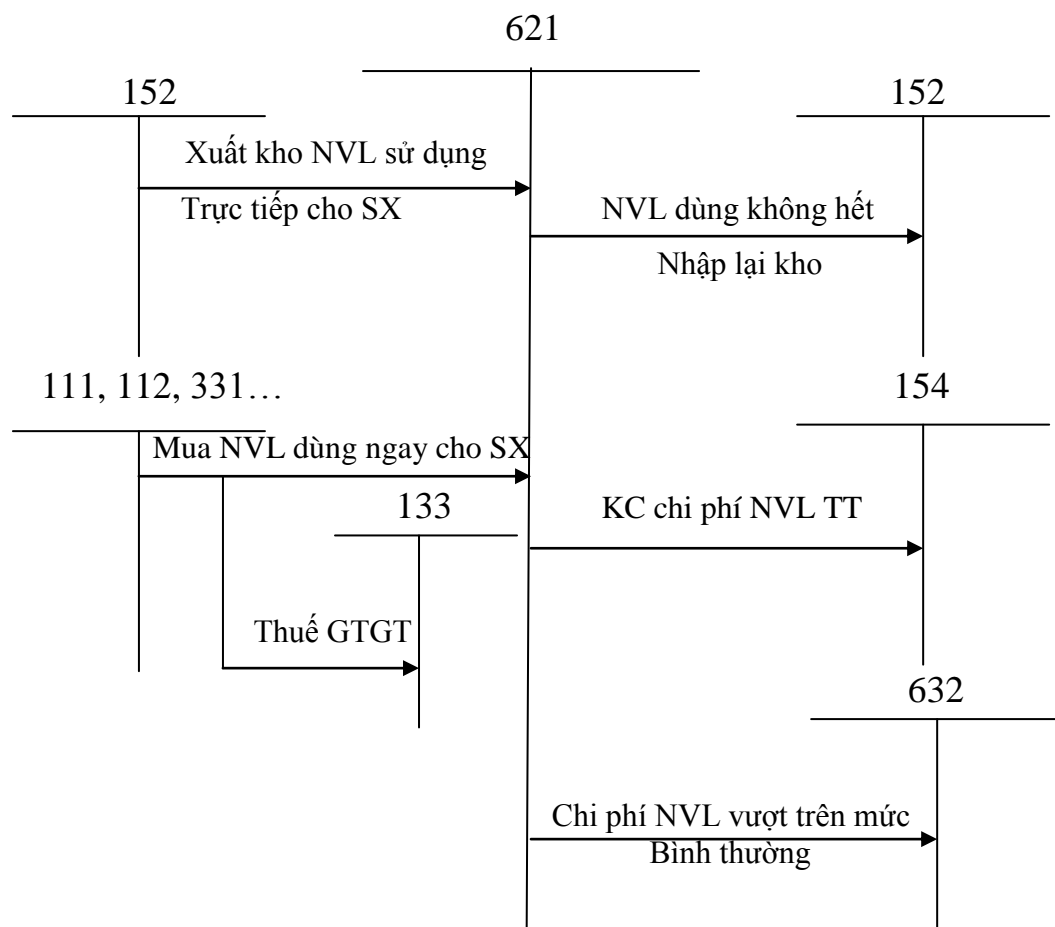 621
152
152
Xuất kho NVL sử dụng
Trực tiếp cho SX
NVL dùng không hết
Nhập lại kho
111, 112, 331…
154
Mua NVL dùng ngay cho SX
133
KC chi phí NVL TT
Thuế GTGT
632
Chi phí NVL vượt trên mức
Bình thường